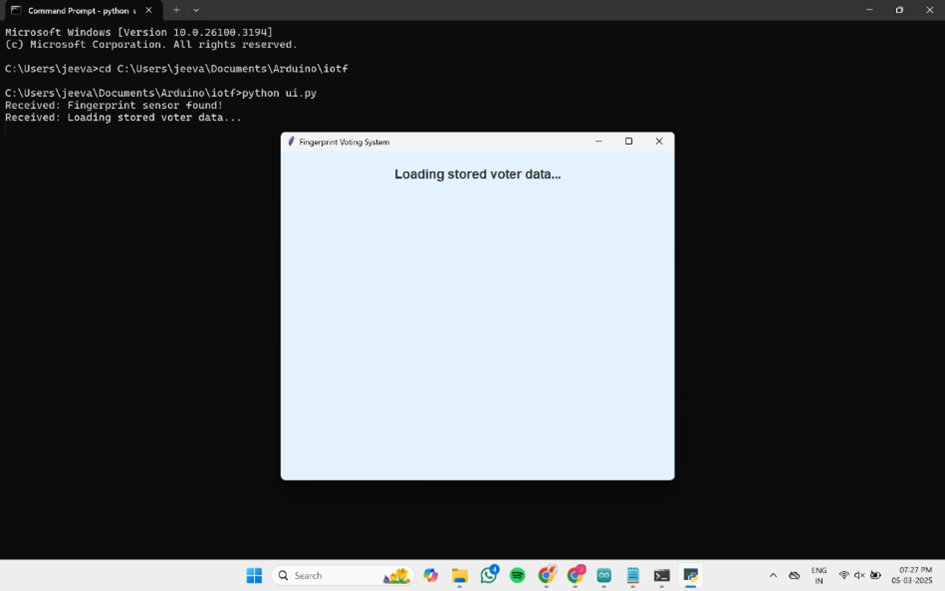 Command Prompt - python u
Microsoft Windows [Version 10.0.26100.3194]
(c) Microsoft Corporation. All rights reserved.
C:\Users\jeeva>cd C:\Users\jeeva\Documents\Arduino\iotf
C:\Users\jeeva\Documents\Arduino\iotf>python ui.py
Received: Fingerprint sensor found!
Received: Loading stored voter data...
Fingerprint Voting System
Loading stored voter data...
Search
4
ENG
IN
07:27 PM
05-03-2025